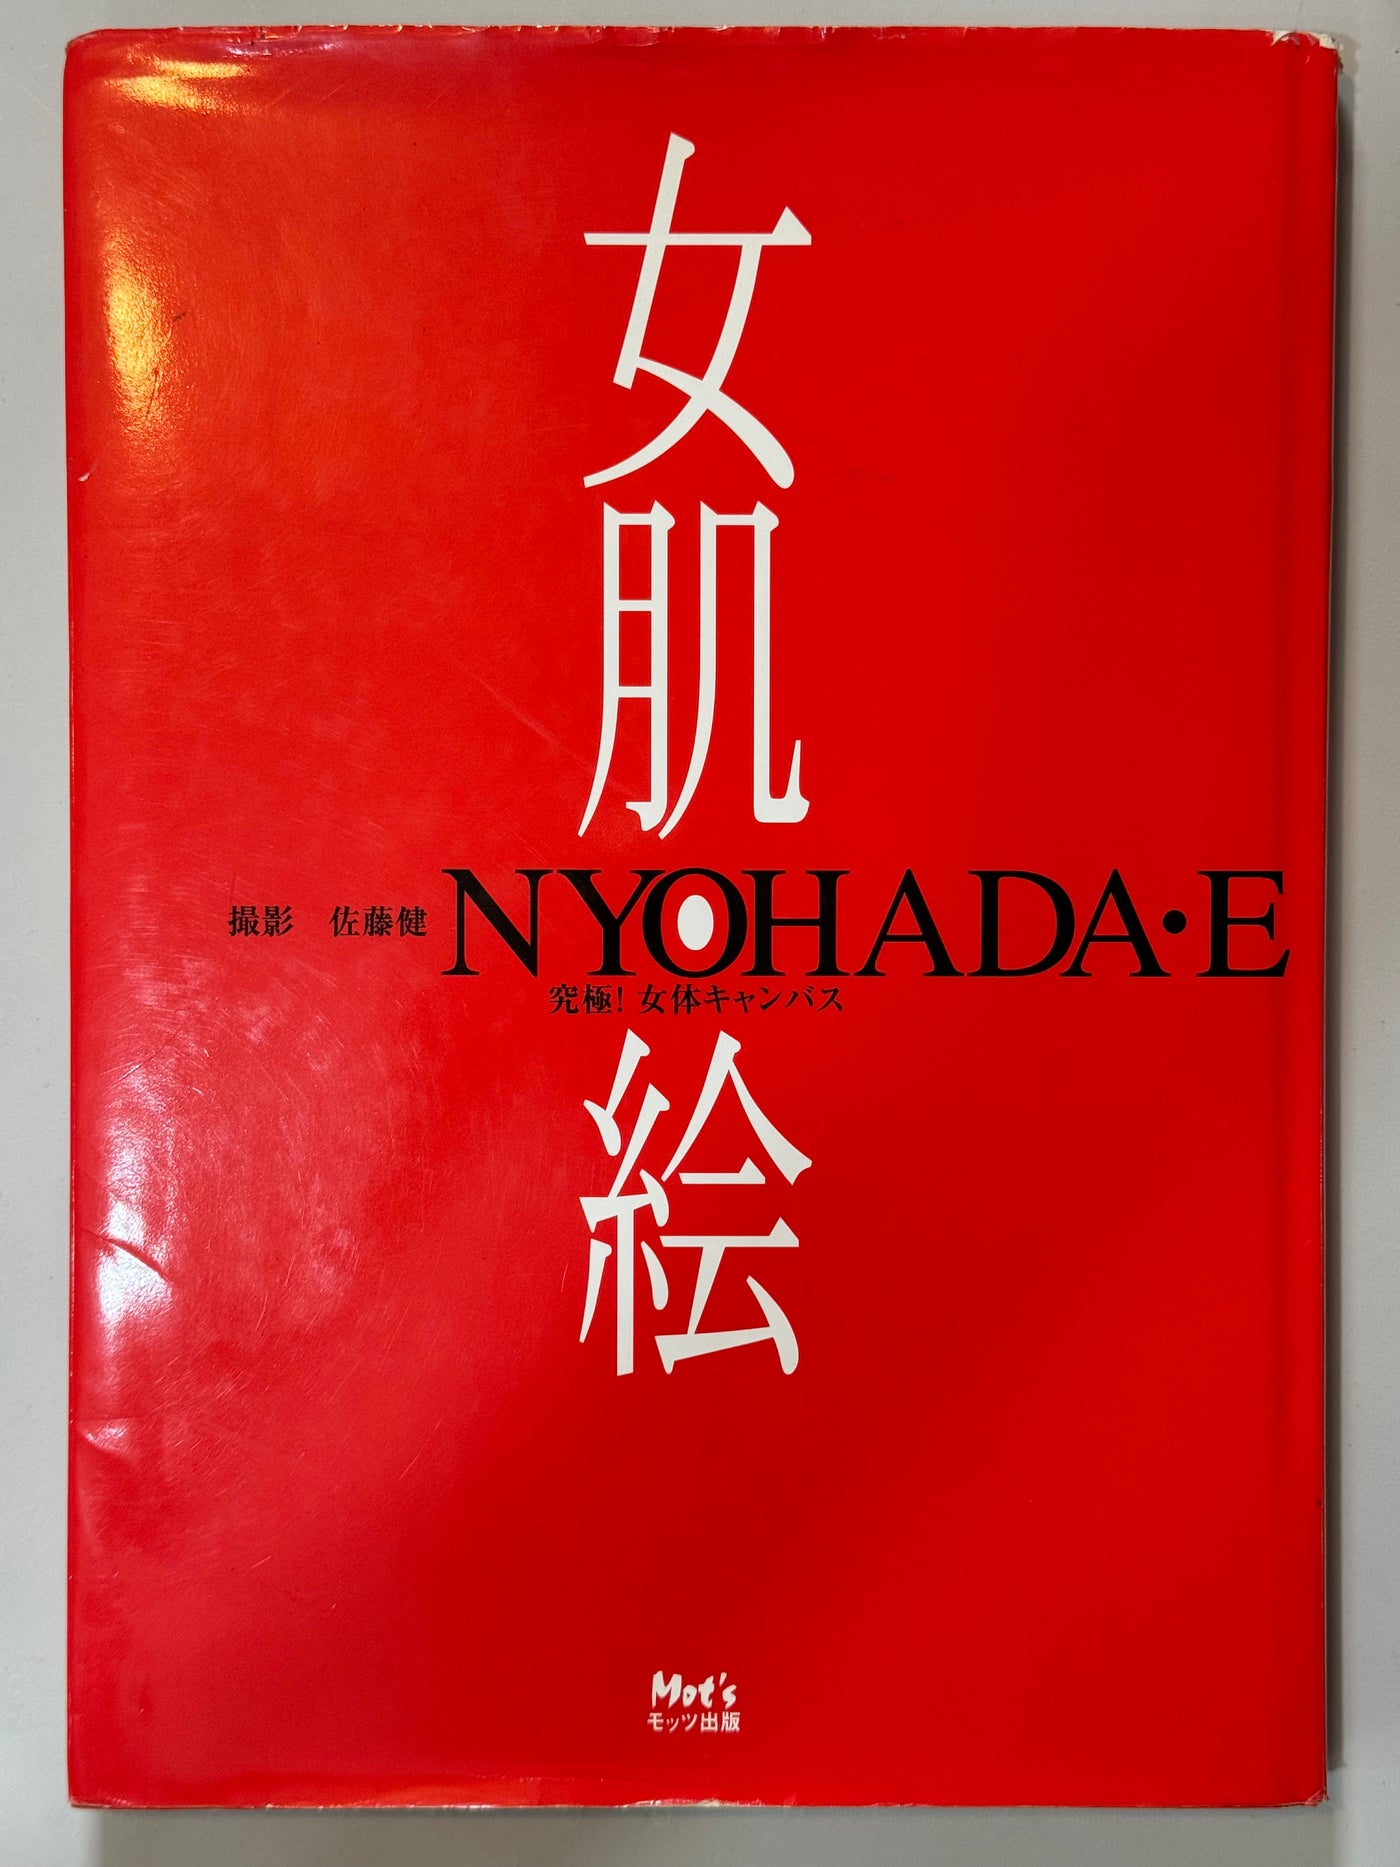 女肌絵
撮影 佐藤健
NYOHADA・E
究極! 女体キャンバス
Mot's
モッツ出版